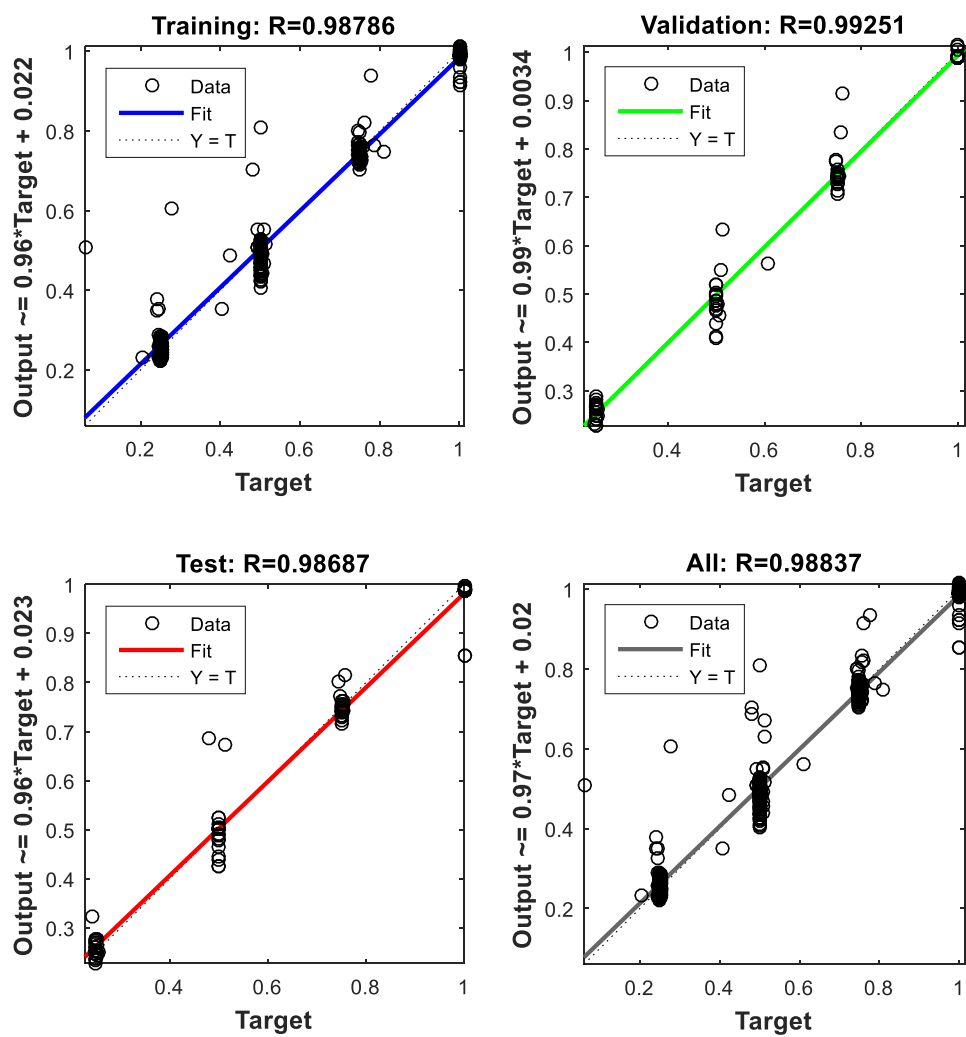 Training: R=0.98786
Output ~= 0.96*Target + 0.022
1
0.8
0.6
0.4
0.2
Data
Fit
Y = T
0.2
0.4
0.6
0.8
1
Target
Validation: R=0.99251
Output ~= 0.99*Target + 0.0034
1
0.9
0.8
0.7
0.6
0.5
0.4
0.3
Data
Fit
Y = T
0.4
0.6
0.8
1
Target
Test: R=0.98687
Output ~= 0.96*Target + 0.023
1
0.9
0.8
0.7
0.6
0.5
0.4
0.3
Data
Fit
Y = T
0.4
0.6
0.8
1
Target
All: R=0.98837
Output ~= 0.97*Target + 0.02
1
0.8
0.6
0.4
0.2
Data
Fit
Y = T
0.2
0.4
0.6
0.8
1
Target